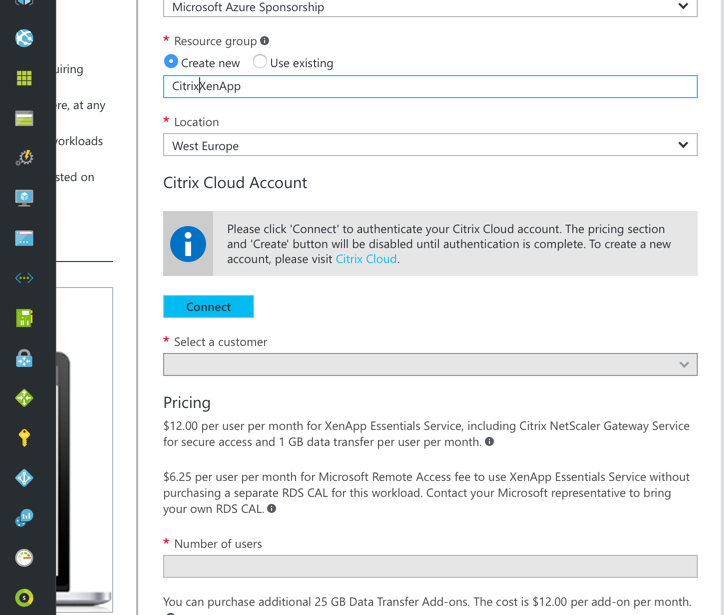 Microsoft Azure Sponsorship
* Resource group
Create new Use existing
CitrixXenApp
* Location
West Europe
Citrix Cloud Account
Please click 'Connect' to authenticate your Citrix Cloud account. The pricing section
and 'Create' button will be disabled until authentication is complete. To create a new
account, please visit Citrix Cloud.
Connect
* Select a customer
Pricing
$12.00 per user per month for XenApp Essentials Service, including Citrix NetScaler Gateway Service
for secure access and 1 GB data transfer per user per month.
$6.25 per user per month for Microsoft Remote Access fee to use XenApp Essentials Service without
purchasing a separate RDS CAL for this workload. Contact your Microsoft representative to bring
your own RDS CAL.
* Number of users
You can purchase additional 25 GB Data Transfer Add-ons. The cost is $12.00 per add-on per month.
uiring
ere, at any
workloads
sted on